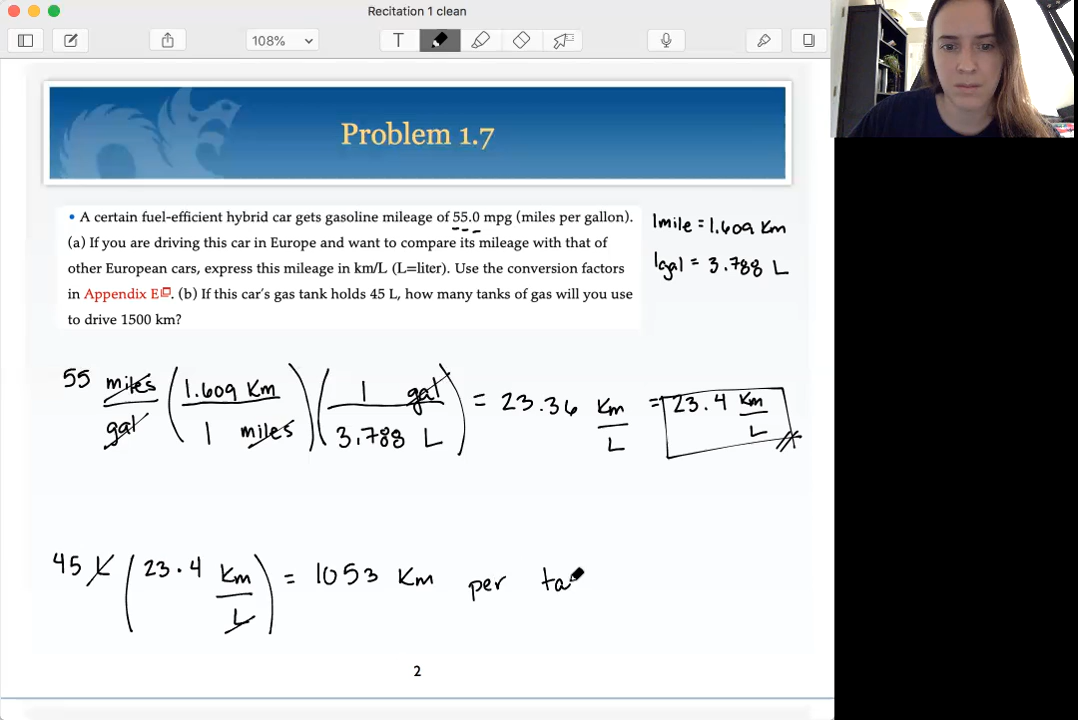 Recitation 1 clean
108%
T
Problem 1.7
• A certain fuel-efficient hybrid car gets gasoline mileage of 55.0 mpg (miles per gallon).
(a) If you are driving this car in Europe and want to compare its mileage with that of
other European cars, express this mileage in km/L (L=liter). Use the conversion factors
in Appendix E. (b) If this car's gas tank holds 45 L, how many tanks of gas will you use
to drive 1500 km?
1 mile = 1.609 Km
1 gal = 3.788 L
55 miles/gal (1.609 Km / 1 miles)(1 gal / 3.788 L) = 23.36 Km/L = 23.4 Km/L
45 L (23.4 Km/L) = 1053 Km per ta
2